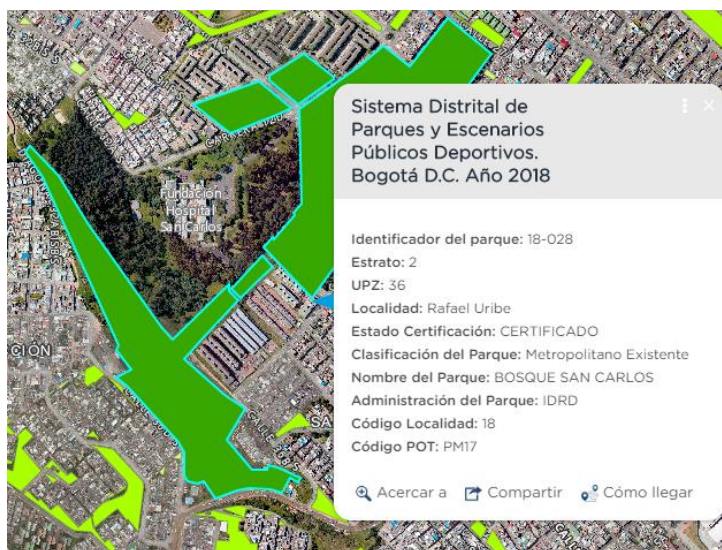 Sistema Distrital de
Parques y Escenarios
Públicos Deportivos.
Bogotá D.C. Año 2018
Identificador del parque: 18-028
Estrato: 2
UPZ: 36
Localidad: Rafael Uribe
Estado Certificación: CERTIFICADO
Clasificación del Parque: Metropolitano Existente
Nombre del Parque: BOSQUE SAN CARLOS
Administración del Parque: IDRD
Código Localidad: 18
Código POT: PM17
Acercar a
Compartir
Cómo llegar
Fundación
Hospital
San Carlos
CIÓN
SA